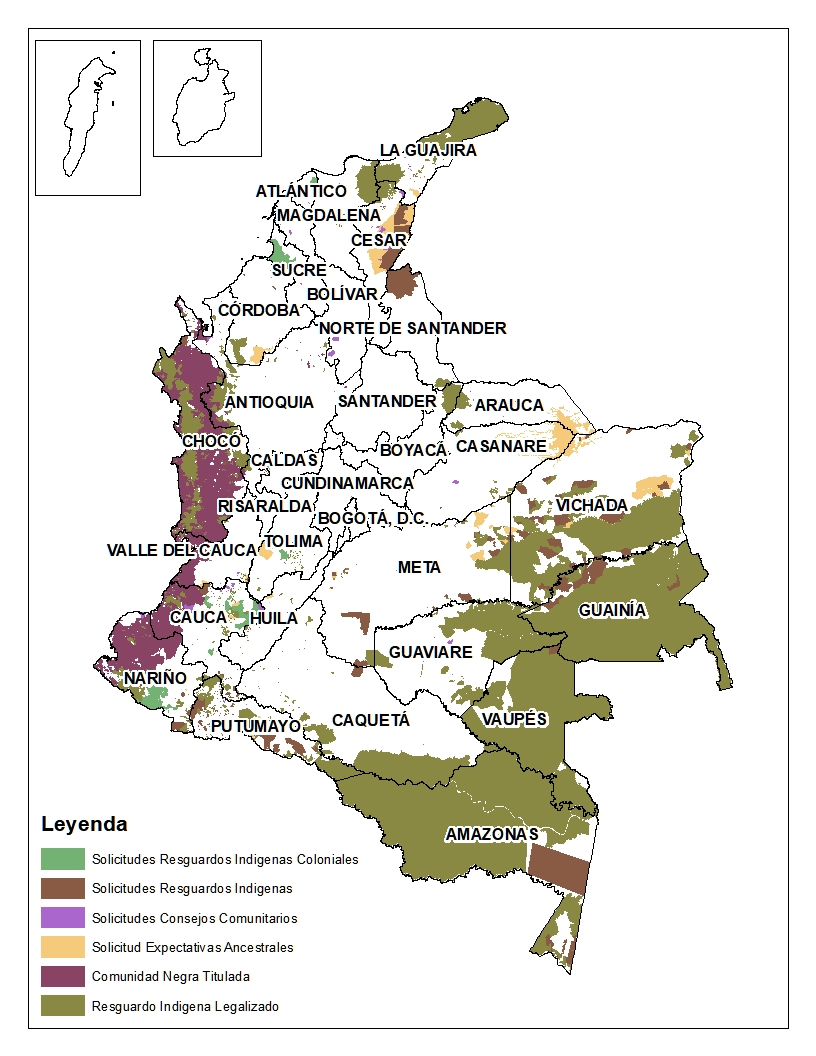 LA GUAJIRA
ATLÁNTICO
MAGDALENA
CESAR
SUCRE
BOLÍVAR
CÓRDOBA
NORTE DE SANTANDER
ANTIOQUIA
SANTANDER
ARAUCA
CHOCÓ
BOYACÁ
CASANARE
CALDAS
CUNDINAMARCA
RISARALDA
VICHADA
BOGOTÁ, D.C.
TOLIMA
VALLE DEL CAUCA
META
GUAINÍA
CAUCA
HUILA
GUAVIARE
NARIÑO
PUTUMAYO
CAQUETÁ
VAUPÉS
AMAZONAS
Leyenda
Solicitudes Resguardos Indigenas Coloniales
Solicitudes Resguardos Indigenas
Solicitudes Consejos Comunitarios
Solicitud Expectativas Ancestrales
Comunidad Negra Titulada
Resguardo Indigena Legalizado